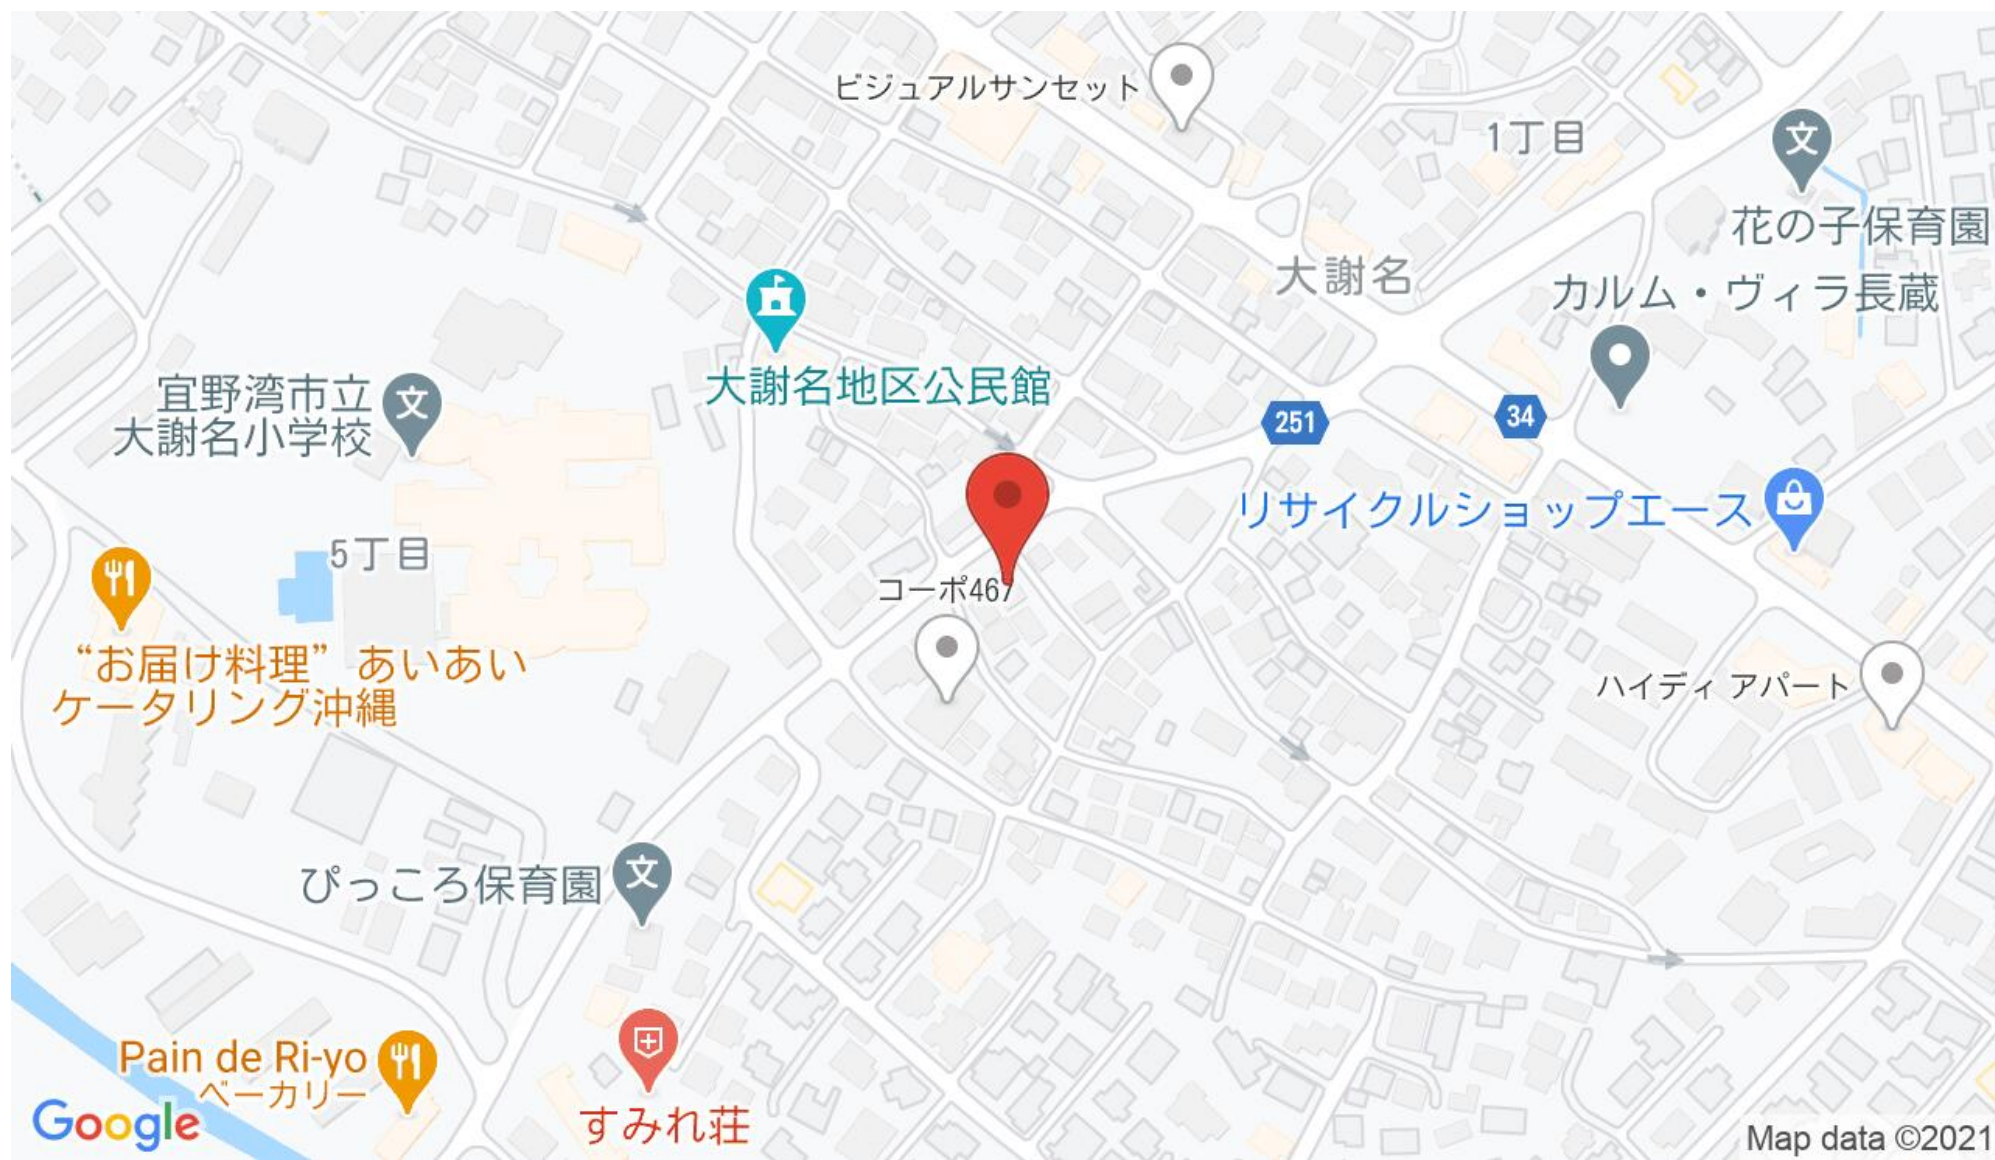 ビジュアルサンセット
1丁目
文
花の子保育園
大謝名
カルム・ヴィラ長蔵
大謝名地区公民館
宜野湾市立
大謝名小学校
文
251
34
リサイクルショップエース
5丁目
コーポ467
“お届け料理” あいあい
ケータリング沖縄
ハイディ アパート
ぴっころ保育園
文
Pain de Ri-yo
ベーカリー
すみれ荘
Google
Map data ©2021